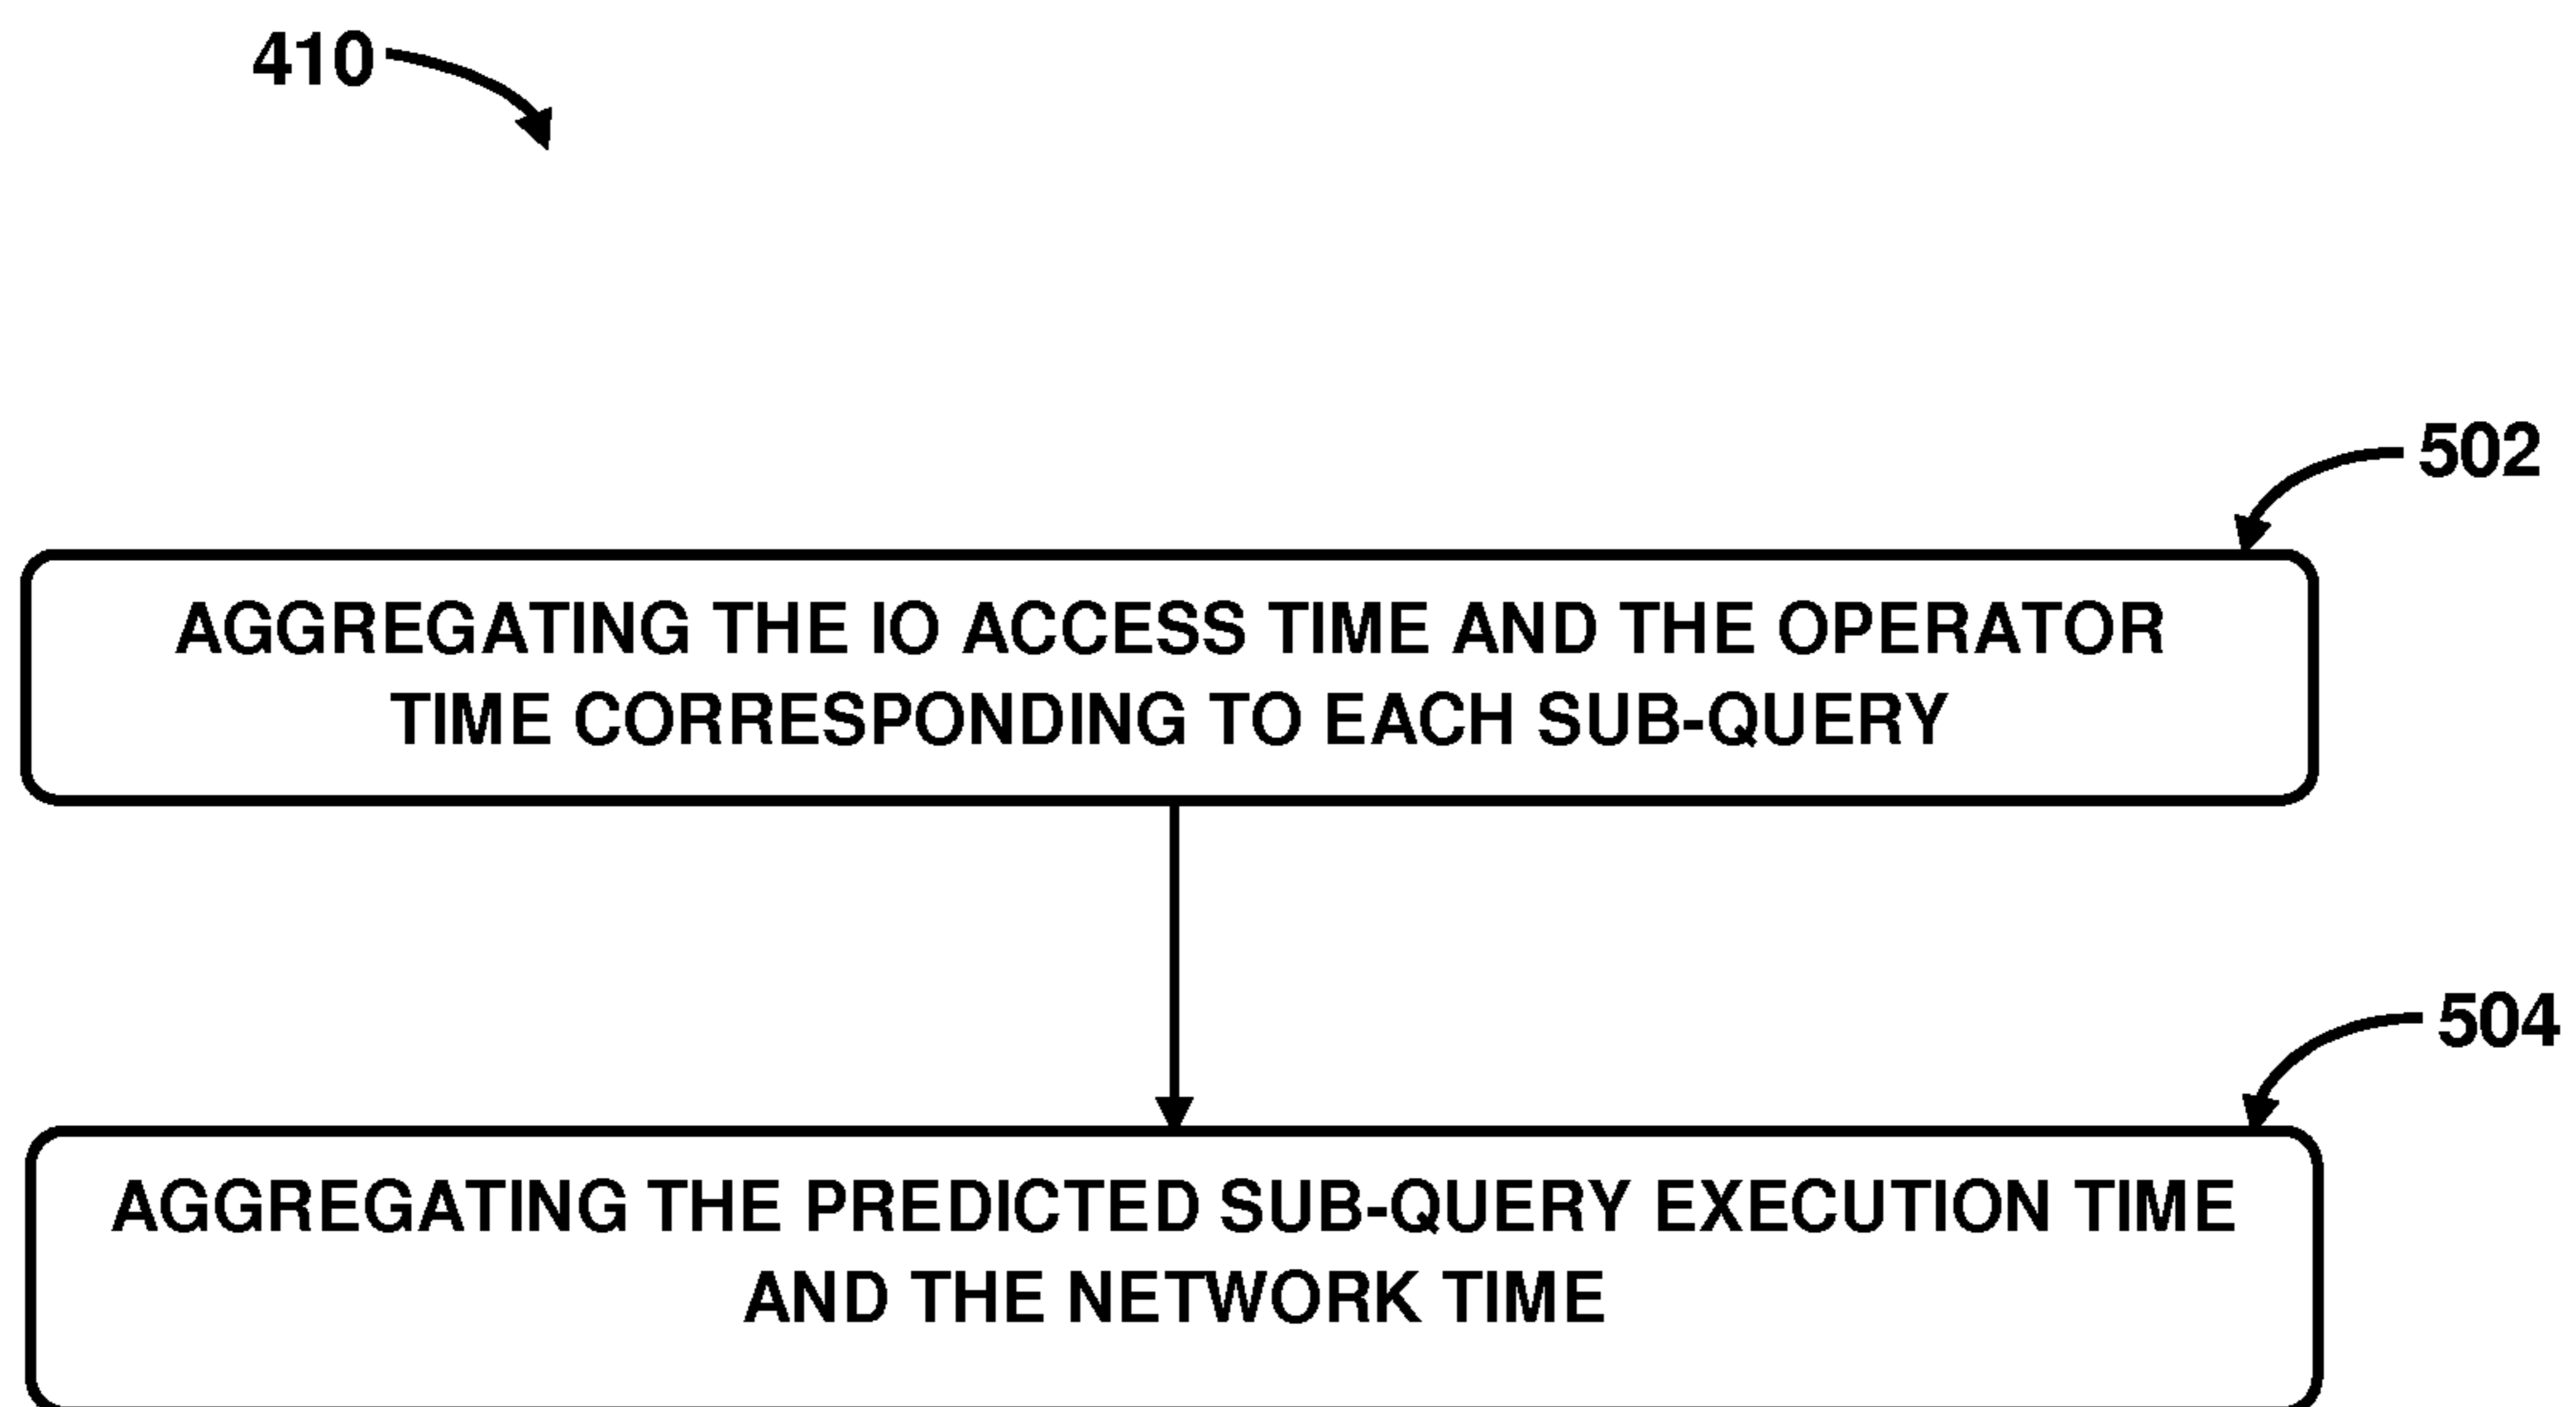 410
502
AGGREGATING THE IO ACCESS TIME AND THE OPERATOR
TIME CORRESPONDING TO EACH SUB-QUERY
504
AGGREGATING THE PREDICTED SUB-QUERY EXECUTION TIME
AND THE NETWORK TIME